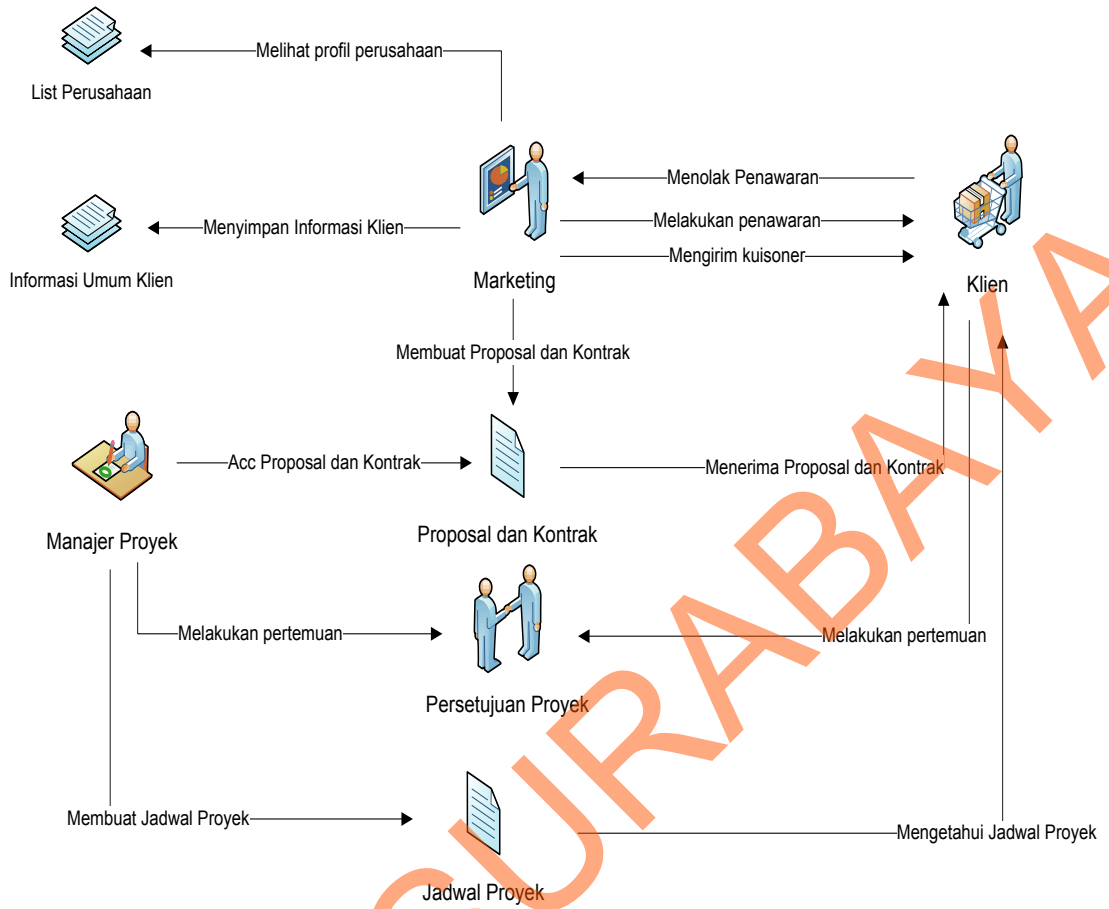 Melihat profil perusahaan
List Perusahaan
Menolak Penawaran
Menyimpan Informasi Klien
Melakukan penawaran
Mengirim kuisoner
Informasi Umum Klien
Marketing
Klien
Membuat Proposal dan Kontrak
Acc Proposal dan Kontrak
Menerima Proposal dan Kontrak
Manajer Proyek
Proposal dan Kontrak
Melakukan pertemuan
Melakukan pertemuan
Persetujuan Proyek
Membuat Jadwal Proyek
Mengetahui Jadwal Proyek
Jadwal Proyek
SURABAYA